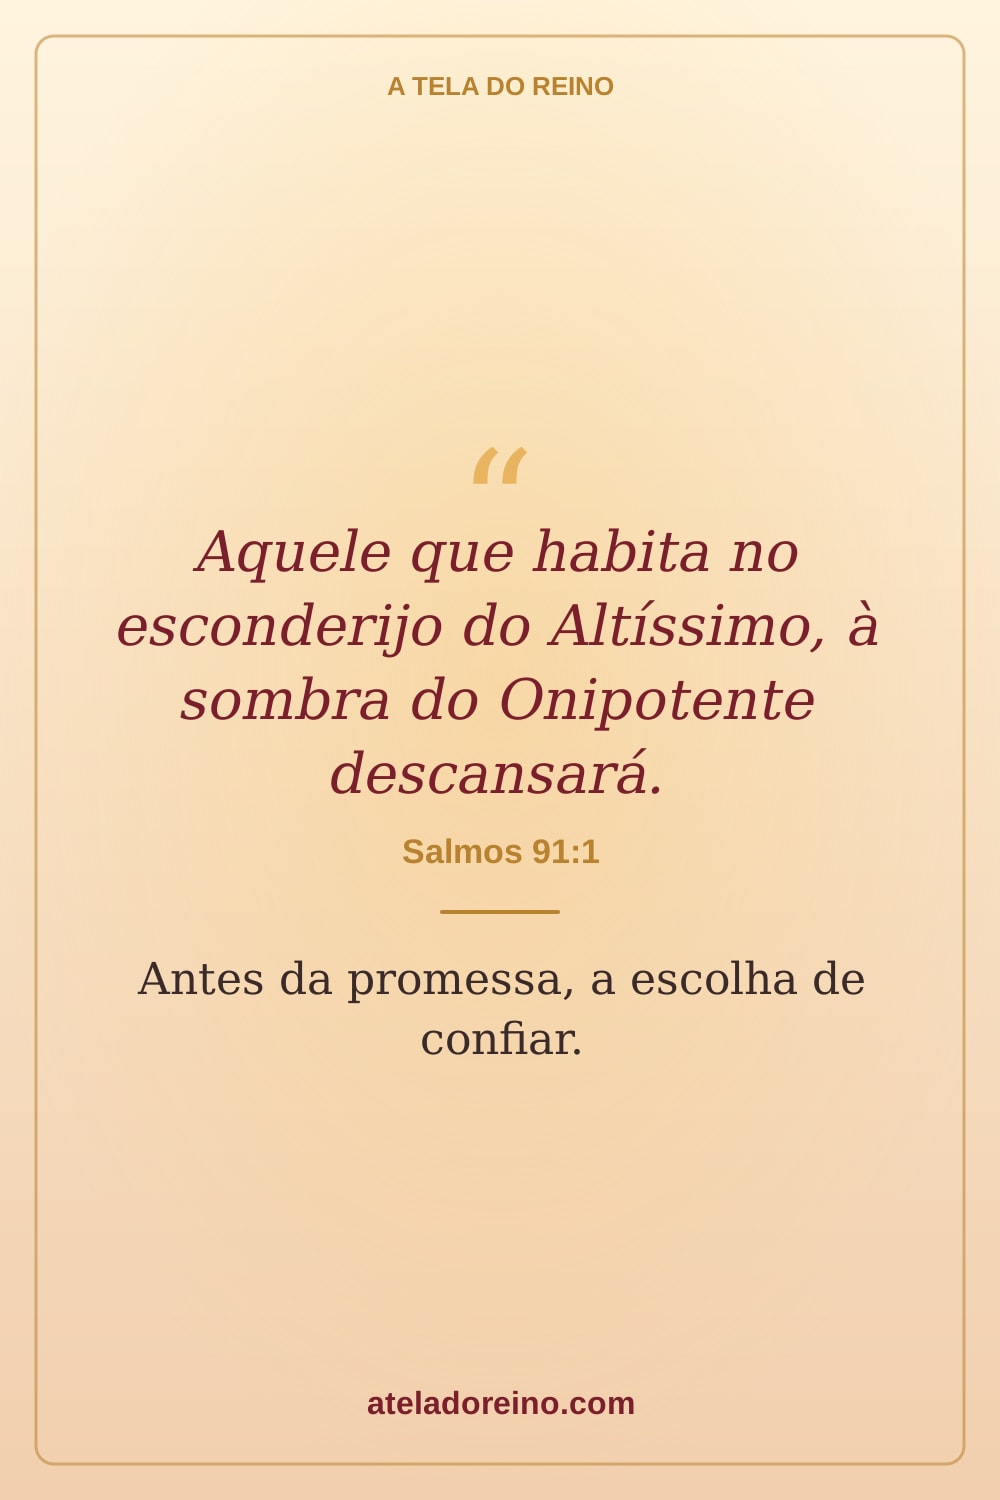 A TELA DO REINO
“
Aquele que habita no
esconderijo do Altíssimo, à
sombra do Onipotente
descansará.
Salmos 91:1
Antes da promessa, a escolha de
confiar.
ateladoreino.com